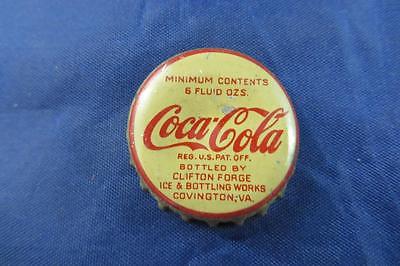 MINIMUM CONTENTS
6 FLUID OZS.
Coca-Cola
REG. U.S. PAT. OFF.
BOTTLED BY
CLIFTON FORGE
ICE & BOTTLING WORKS
COVINGTON, VA.